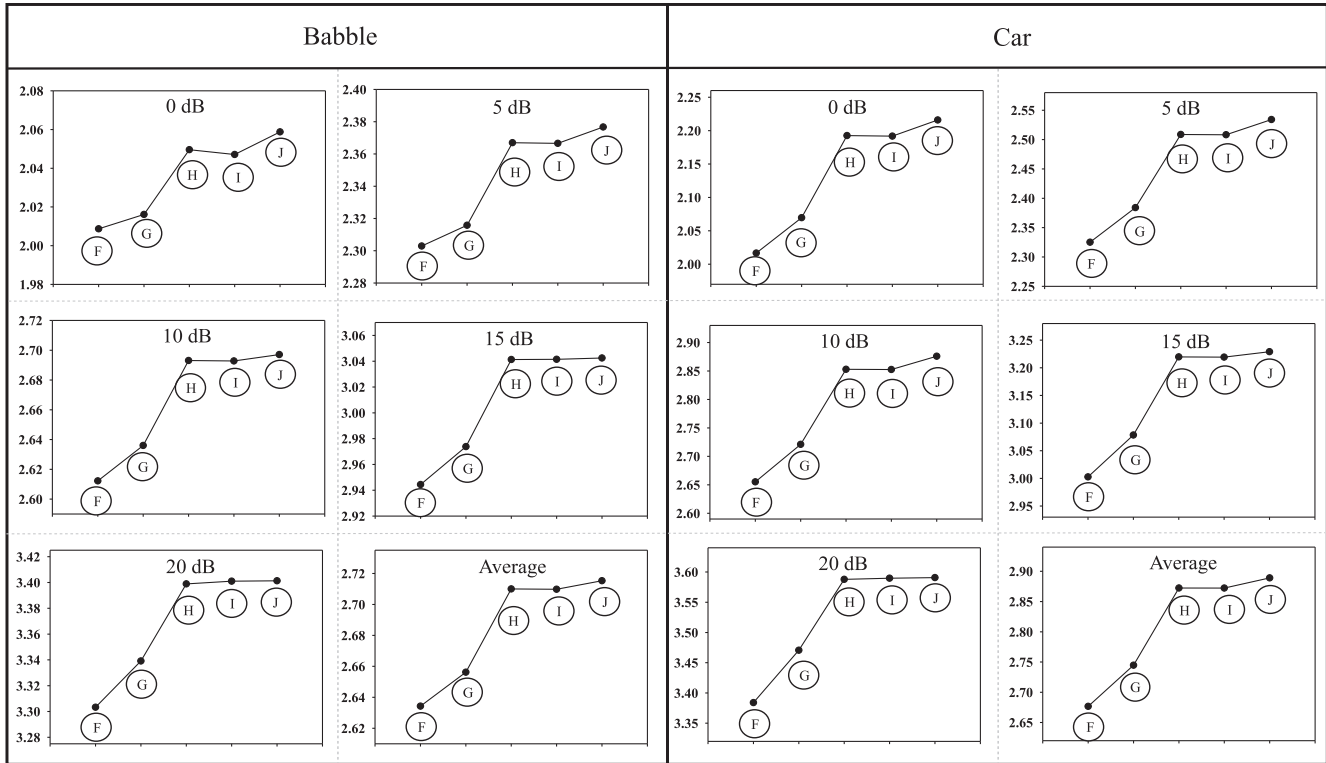 Babble
Car
0 dB
2.08
2.06
2.04
2.02
2.00
1.98
F
G
H
I
J
5 dB
2.40
2.38
2.36
2.34
2.32
2.30
2.28
F
G
H
I
J
0 dB
2.25
2.20
2.15
2.10
2.05
2.00
F
G
H
I
J
5 dB
2.55
2.50
2.45
2.40
2.35
2.30
2.25
F
G
H
I
J
10 dB
2.72
2.70
2.68
2.66
2.64
2.62
2.60
F
G
H
I
J
15 dB
3.06
3.04
3.02
3.00
2.98
2.96
2.94
2.92
F
G
H
I
J
10 dB
2.90
2.85
2.80
2.75
2.70
2.65
2.60
F
G
H
I
J
15 dB
3.25
3.20
3.15
3.10
3.05
3.00
2.95
F
G
H
I
J
20 dB
3.42
3.40
3.38
3.36
3.34
3.32
3.30
3.28
F
G
H
I
J
Average
2.72
2.70
2.68
2.66
2.64
2.62
F
G
H
I
J
20 dB
3.60
3.55
3.50
3.45
3.40
3.35
F
G
H
I
J
Average
2.90
2.85
2.80
2.75
2.70
2.65
F
G
H
I
J